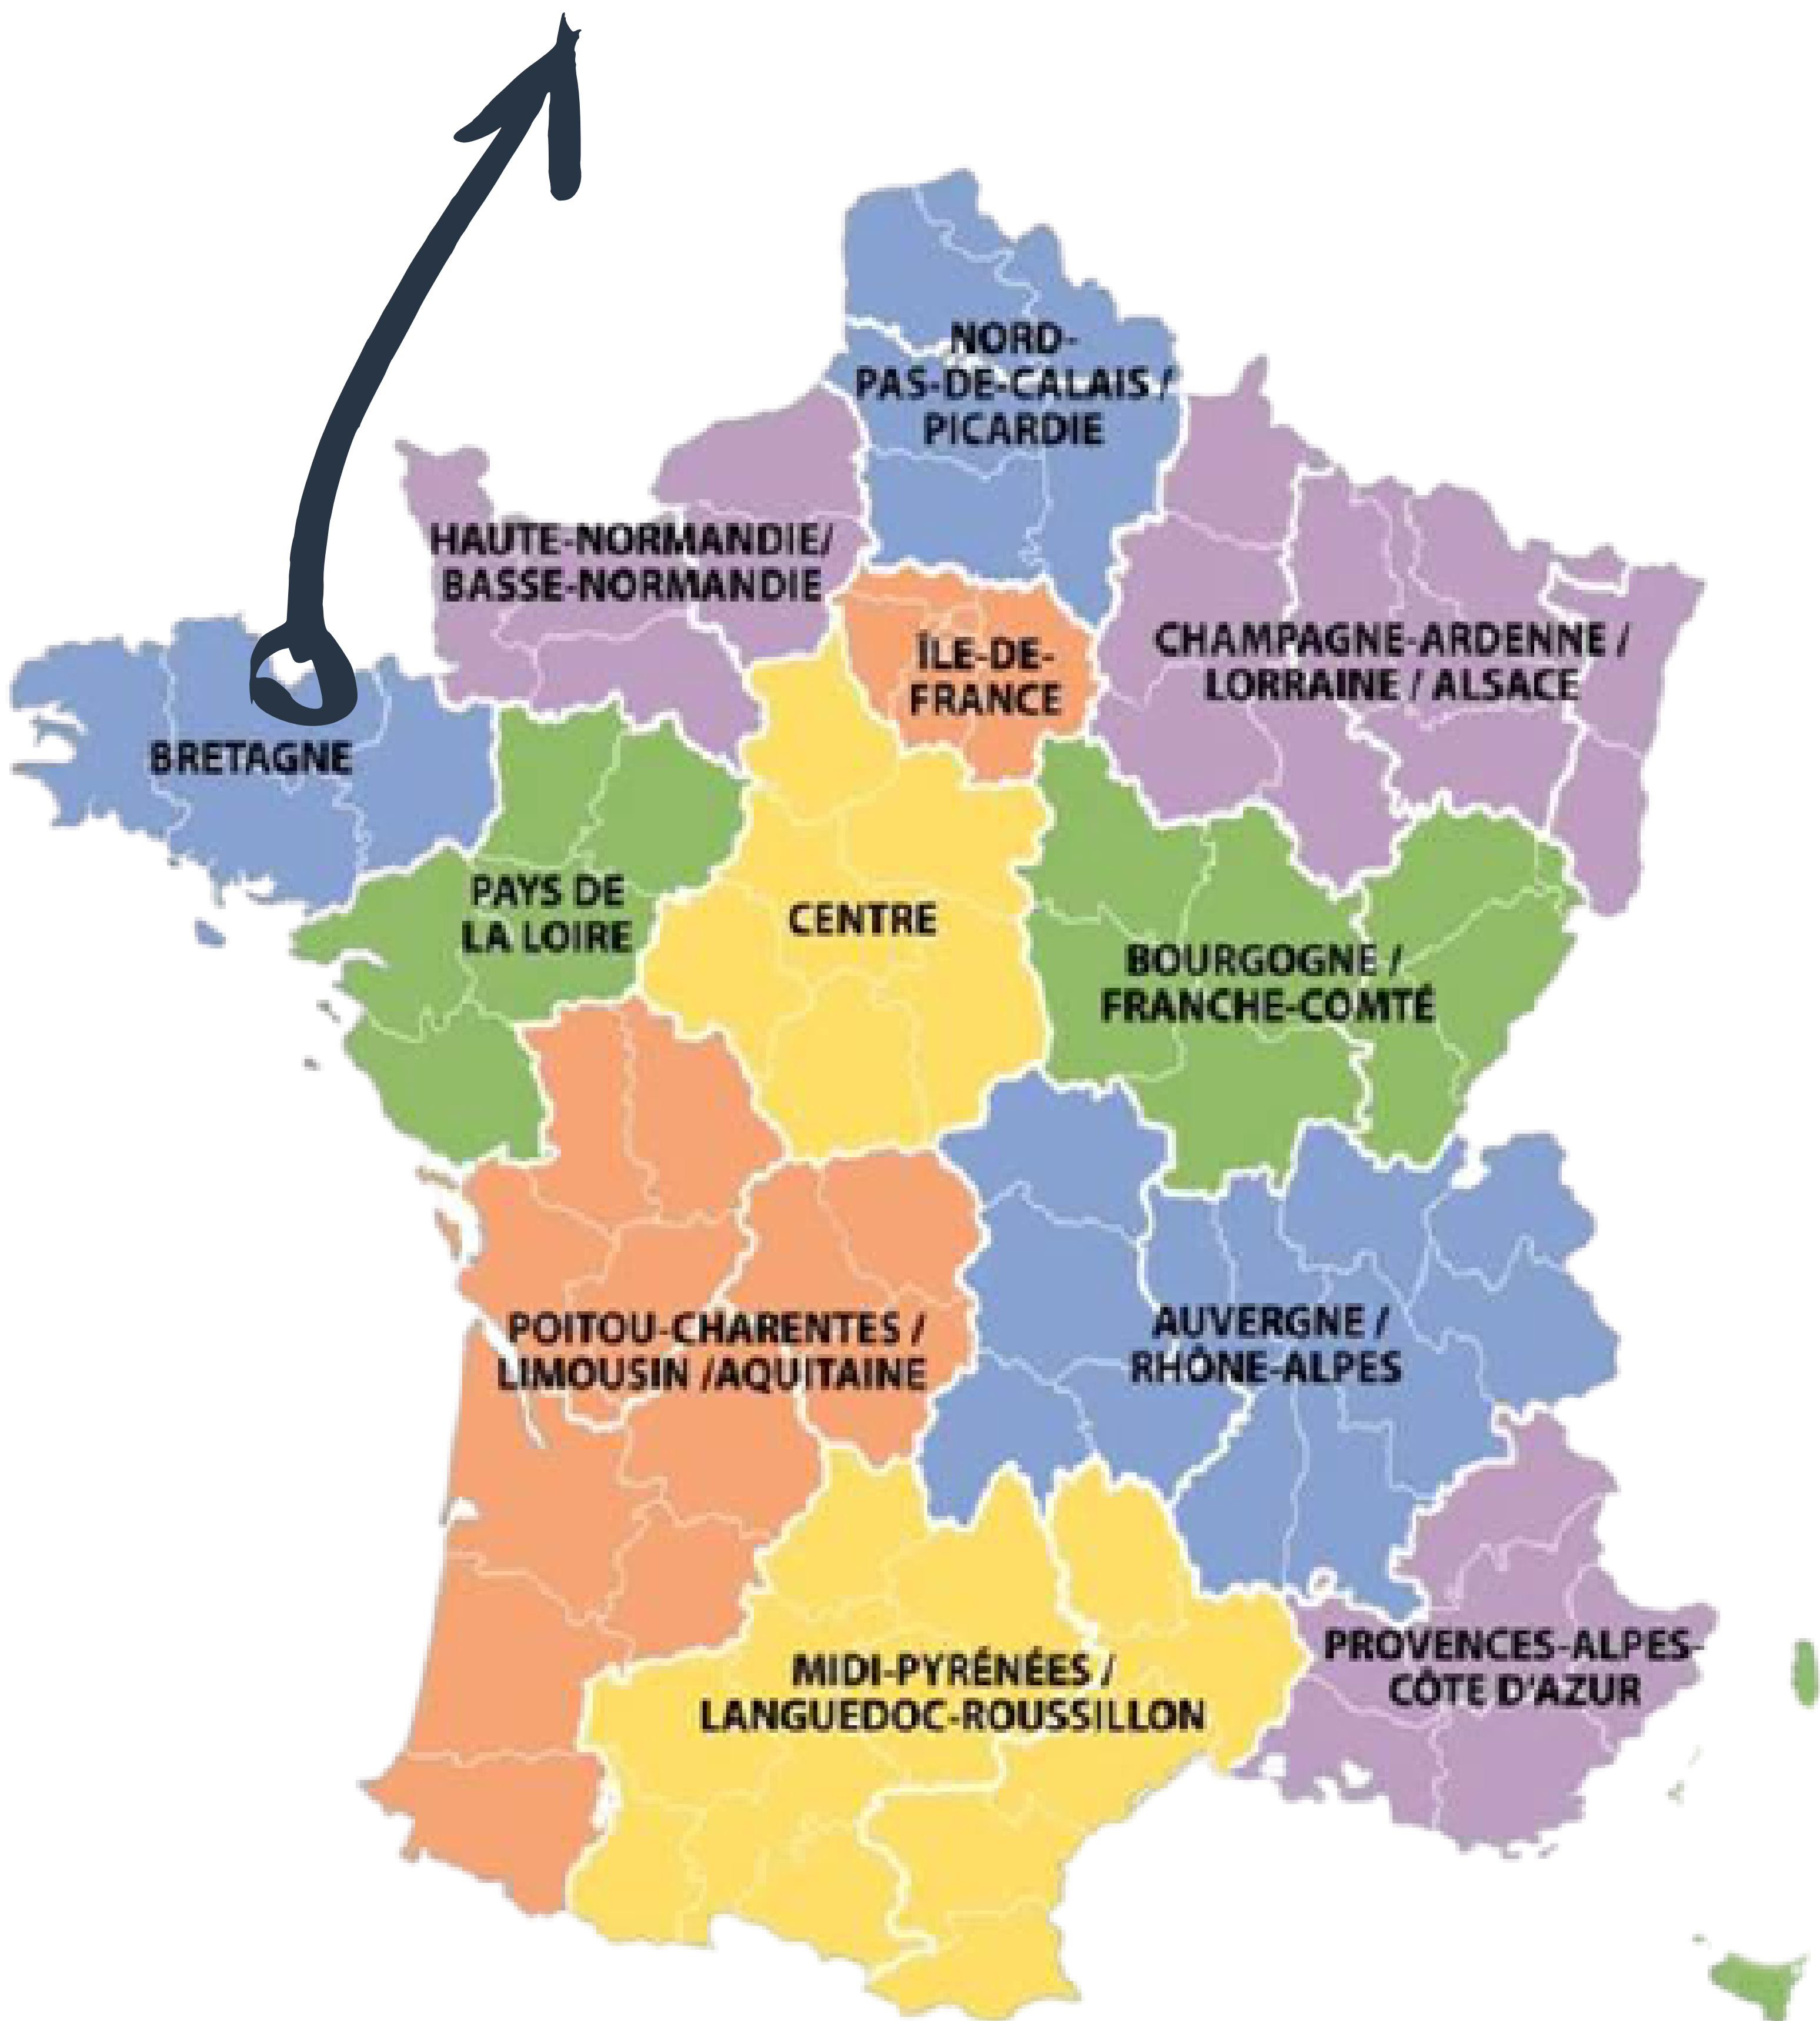 NORD-
PAS-DE-CALAIS /
PICARDIE
HAUTE-NORMANDIE/
BASSE-NORMANDIE
ÎLE-DE-
FRANCE
CHAMPAGNE-ARDENNE /
LORRAINE / ALSACE
BRETAGNE
PAYS DE
LA LOIRE
CENTRE
BOURGOGNE /
FRANCHE-COMTÉ
POITOU-CHARENTES /
LIMOUSIN /AQUITAINE
AUVERGNE /
RHÔNE-ALPES
MIDI-PYRÉNÉES /
LANGUEDOC-ROUSSILLON
PROVENCES-ALPES-
CÔTE D'AZUR